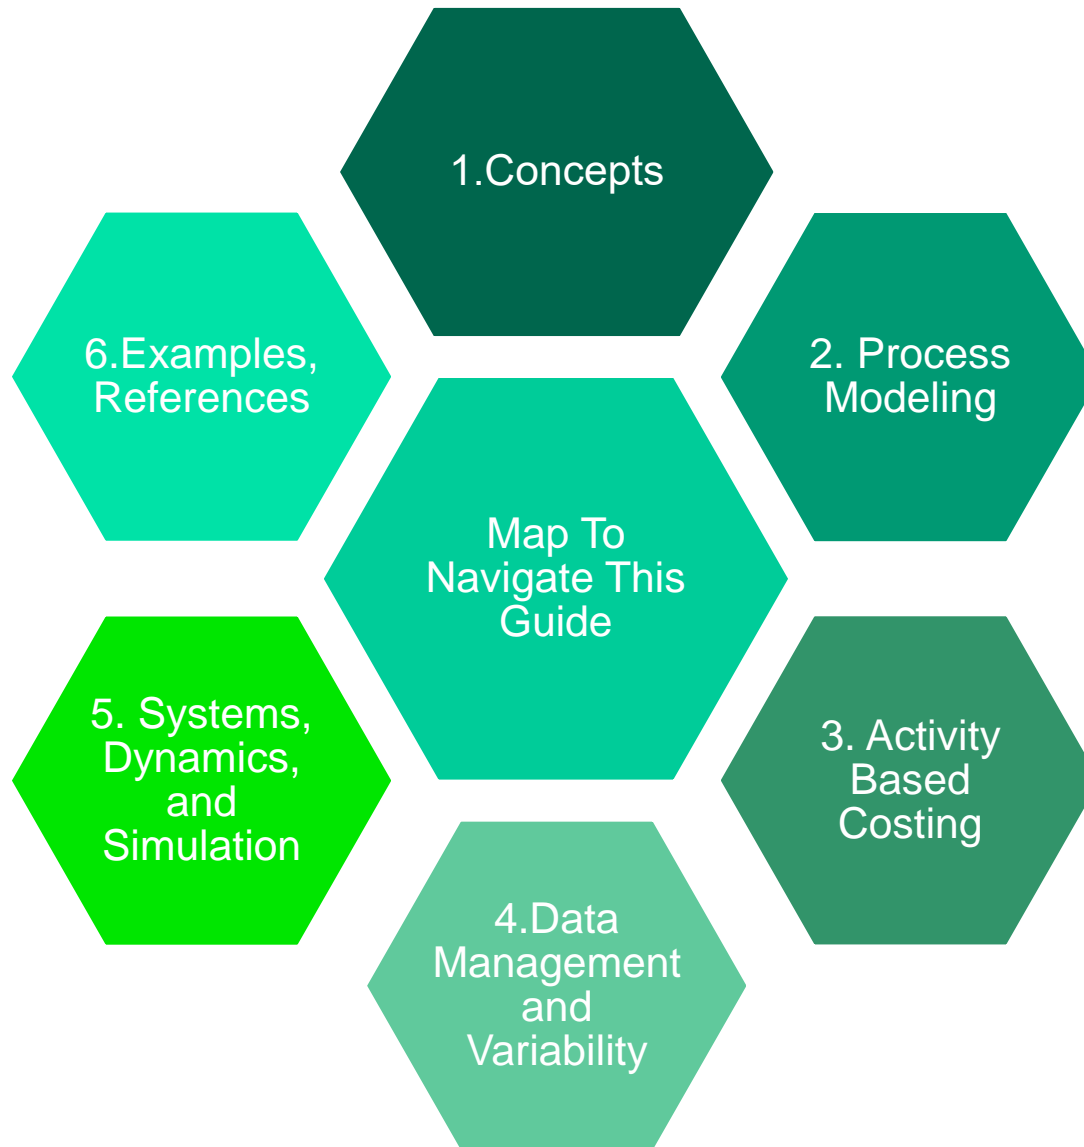 1.Concepts
2. Process
Modeling
3. Activity
Based
Costing
4.Data
Management
and
Variability
5. Systems,
Dynamics,
and
Simulation
6.Examples,
References
Map To
Navigate This
Guide